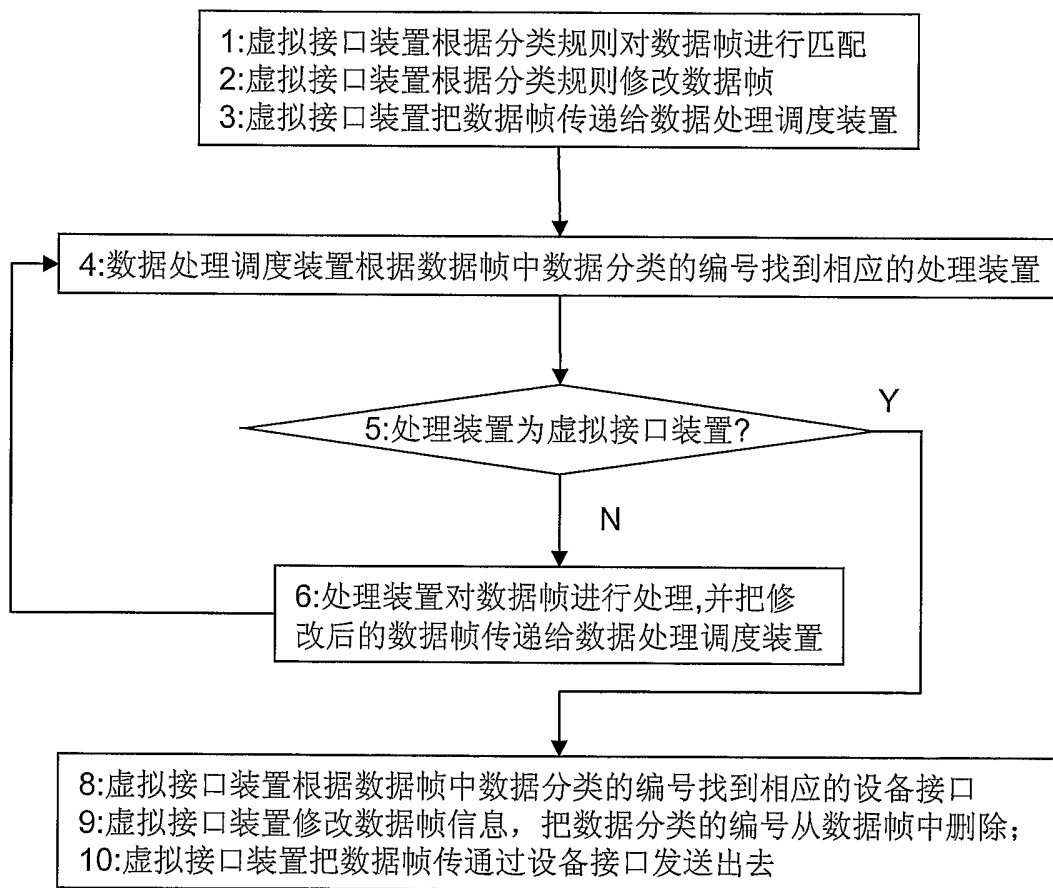 1:虚拟接口装置根据分类规则对数据帧进行匹配
2:虚拟接口装置根据分类规则修改数据帧
3:虚拟接口装置把数据帧传递给数据处理调度装置
4:数据处理调度装置根据数据帧中数据分类的编号找到相应的处理装置
5:处理装置为虚拟接口装置?
Y
N
6:处理装置对数据帧进行处理,并把修
改后的数据帧传递给数据处理调度装置
8:虚拟接口装置根据数据帧中数据分类的编号找到相应的设备接口
9:虚拟接口装置修改数据帧信息，把数据分类的编号从数据帧中删除；
10:虚拟接口装置把数据帧传通过设备接口发送出去